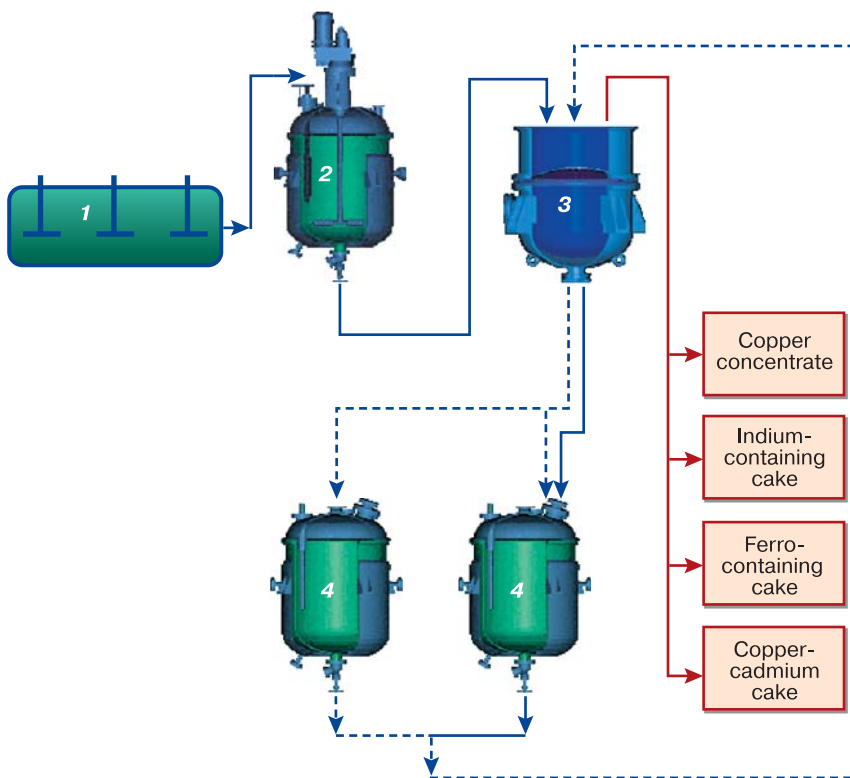 1
2
3
Copper
concentrate
Indium-
containing
cake
Ferro-
containing
cake
Copper-
cadmium
cake
4
4